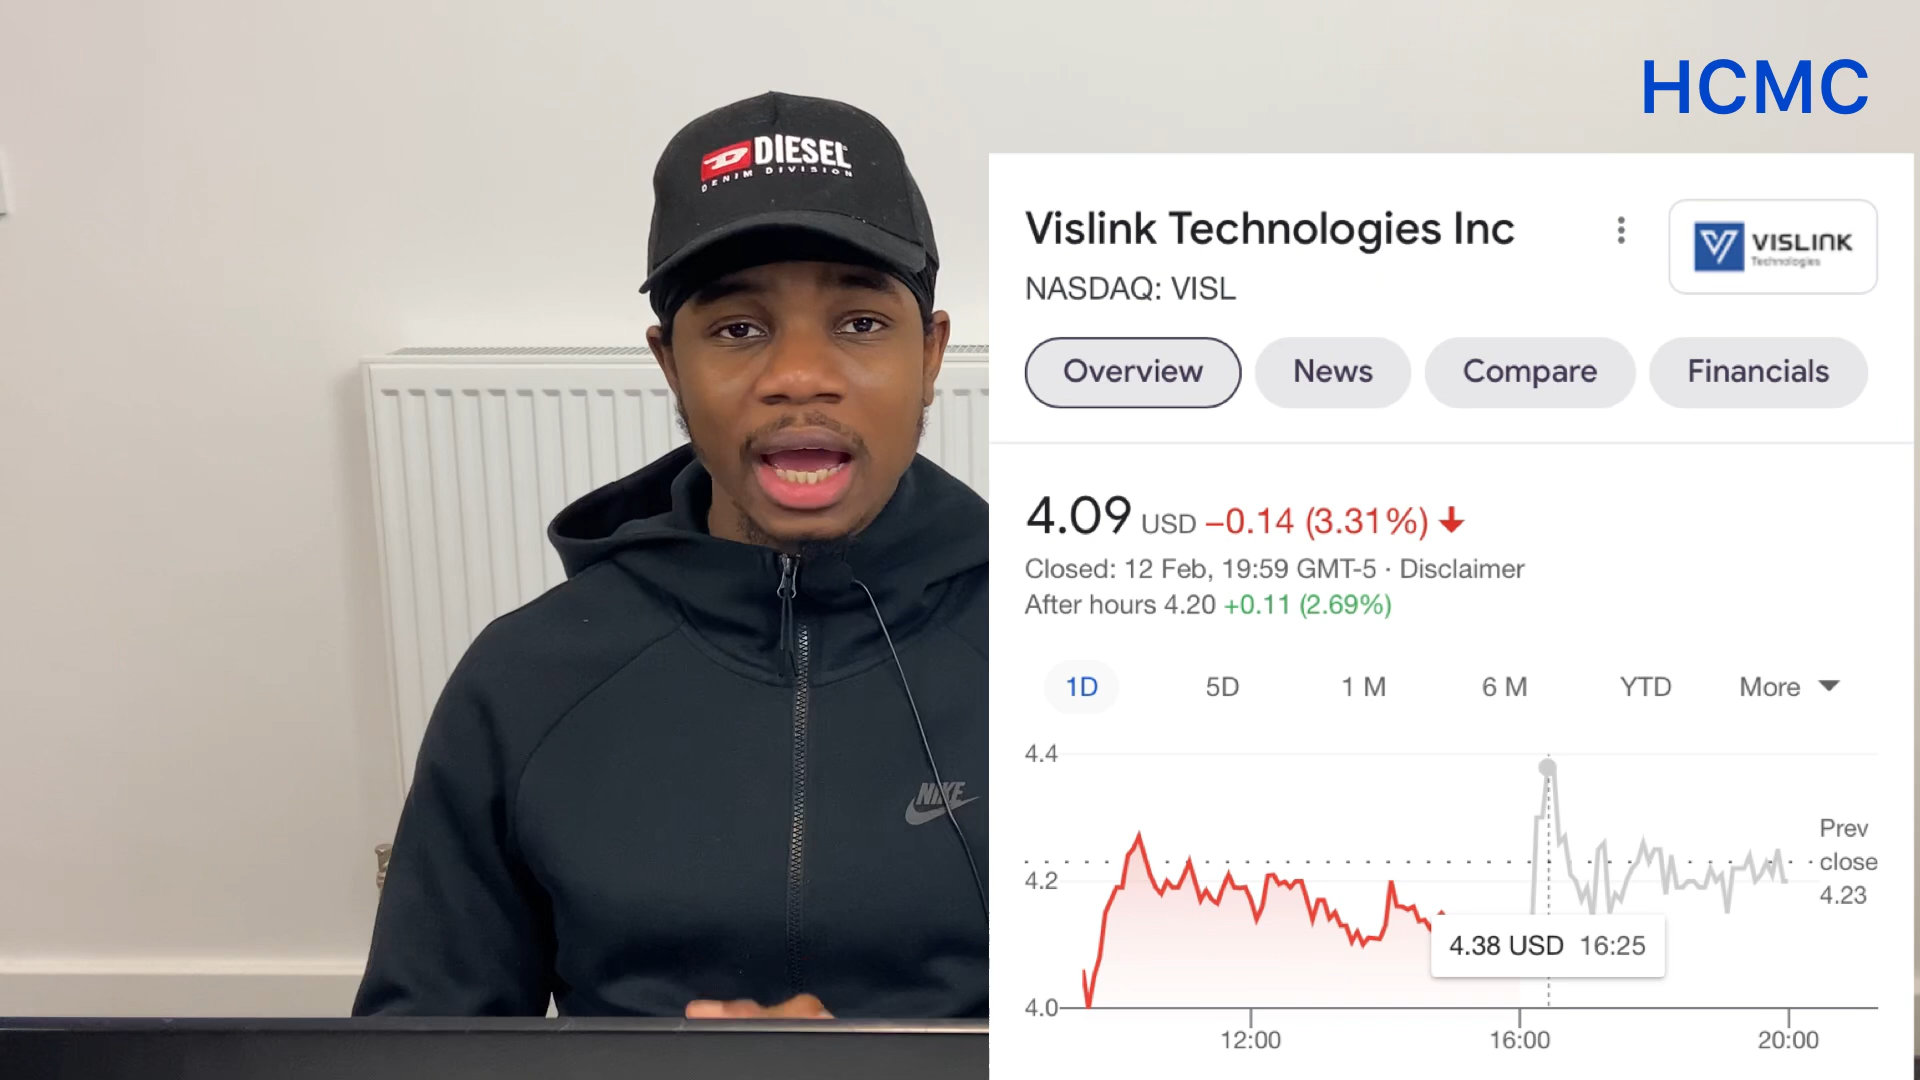 HCMC
DIESEL
DENIM DIVISION
NIKE
Vislink Technologies Inc
VISLINK
Technologies
NASDAQ: VISL
Overview
News
Compare
Financials
4.09 USD −0.14 (3.31%)
Closed: 12 Feb, 19:59 GMT-5 · Disclaimer
After hours 4.20 +0.11 (2.69%)
1D 5D 1 M 6 M YTD More
4.4
4.2
4.0
Prev
close
4.23
4.38 USD 16:25
12:00 16:00 20:00